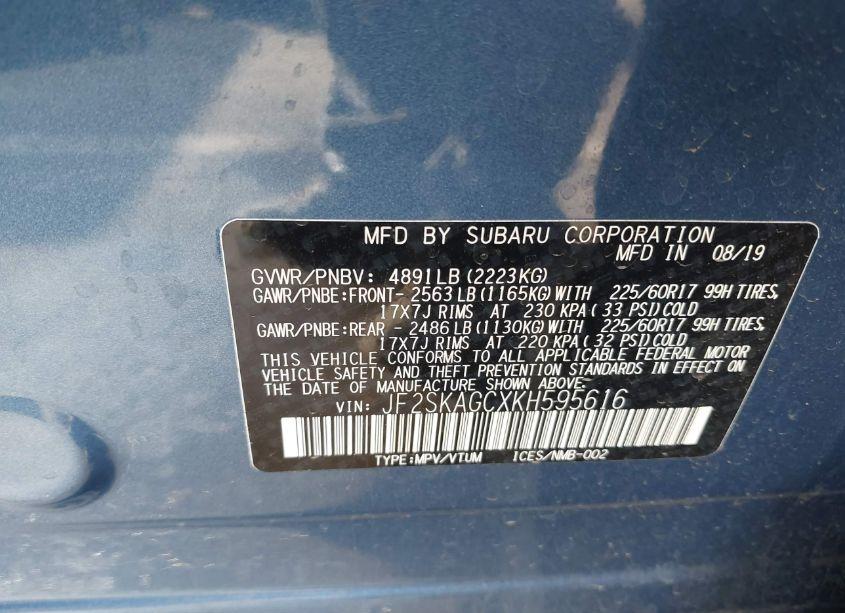 MFD BY SUBARU CORPORATION
MFD IN 08/19
GVWR/PNBV: 4891LB (2223KG)
GAWR/PNBE:FRONT- 2563 LB (1165KG) WITH 225/60R17 99H TIRES,
17X7J RIMS AT 230 KPA ( 33 PSI) COLD
GAWR/PNBE:REAR - 2486 LB (1130KG) WITH 225/60R17 99H TIRES,
17X7J RIMS AT 220 KPA ( 32 PSI) COLD
THIS VEHICLE CONFORMS TO ALL APPLICABLE FEDERAL MOTOR
VEHICLE SAFETY AND THEFT PREVENTION STANDARDS IN EFFECT ON
THE DATE OF MANUFACTURE SHOWN ABOVE.
VIN: JF2SKAGCXKH595616
TYPE:MPV/VTUM ICES/NMB-002